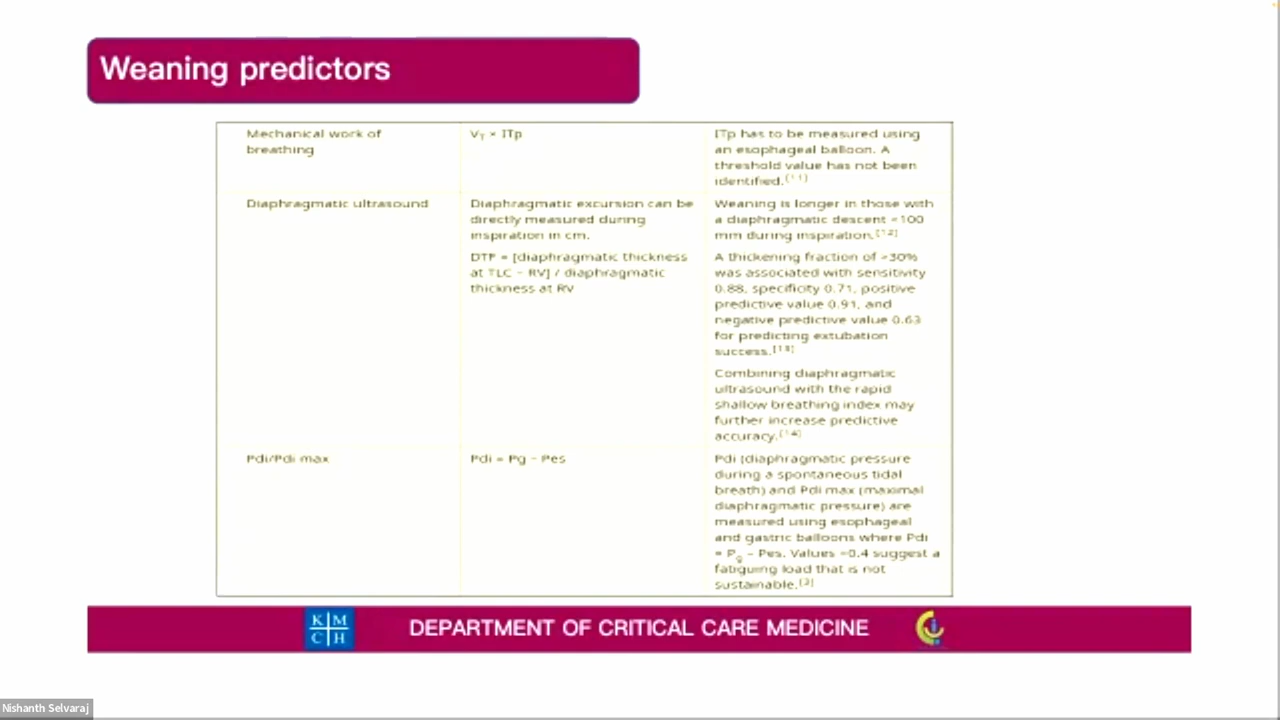 Weaning predictors
Mechanical work of
breathing
VT × ITp
ITp has to be measured using
an esophageal balloon. A
threshold value has not been
identified.[11]
Diaphragmatic ultrasound
Diaphragmatic excursion can be
directly measured during
inspiration in cm.
DTF = [diaphragmatic thickness
at TLC − RV] / diaphragmatic
thickness at RV
Weaning is longer in those with
a diaphragmatic descent <100
mm during inspiration.[12]
A thickening fraction of 30%
was associated with sensitivity
0.88, specificity 0.71, positive
predictive value 0.91, and
negative predictive value 0.63
for predicting extubation
success.[13]
Combining diaphragmatic
ultrasound with the rapid
shallow breathing index may
further increase predictive
accuracy.[14]
Pdi/Pdi max
Pdi = Pg − Pes
Pdi (diaphragmatic pressure
during a spontaneous tidal
breath) and Pdi max (maximal
diaphragmatic pressure) are
measured using esophageal
and gastric balloons where Pdi
= Pg − Pes. Values 0.4 suggest a
fatiguing load that is not
sustainable.[3]
K M
C H
DEPARTMENT OF CRITICAL CARE MEDICINE
Nishanth Selvaraj